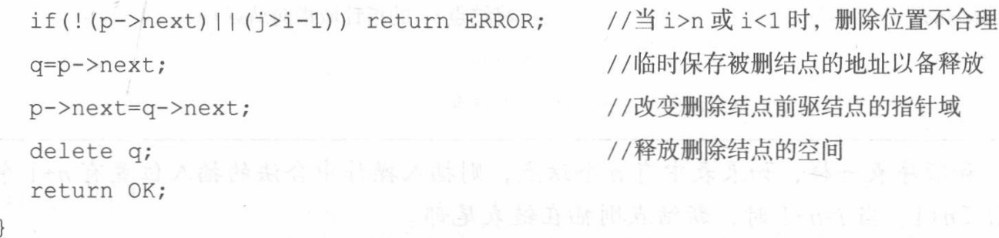 if(!(p->next)||(j>i-1)) return ERROR; //当 i>n 或 i<1 时，删除位置不合理
q=p->next; //临时保存被删结点的地址以备释放
p->next=q->next; //改变删除结点前驱结点的指针域
delete q; //释放删除结点的空间
return OK;
}